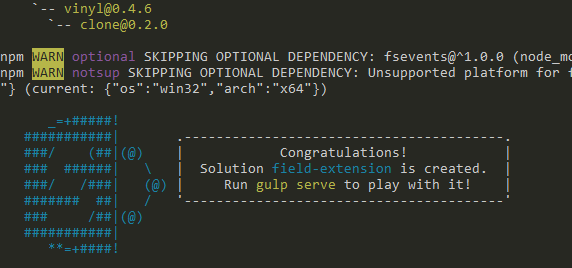 `-- vinyl@0.4.6
`-- clone@0.2.0
npm WARN optional SKIPPING OPTIONAL DEPENDENCY: fsevents@^1.0.0 (node_mo
npm WARN notsup SKIPPING OPTIONAL DEPENDENCY: Unsupported platform for f
"} (current: {"os":"win32","arch":"x64"})
_=+#####!
###########| .-----------------------------------------.
###/ (##|(@) | Congratulations! |
### ######| \ | Solution field-extension is created. |
###/ /###| (@) | Run gulp serve to play with it! |
####### ##| / '-----------------------------------------'
### /##|(@)
###########|
**=+####!